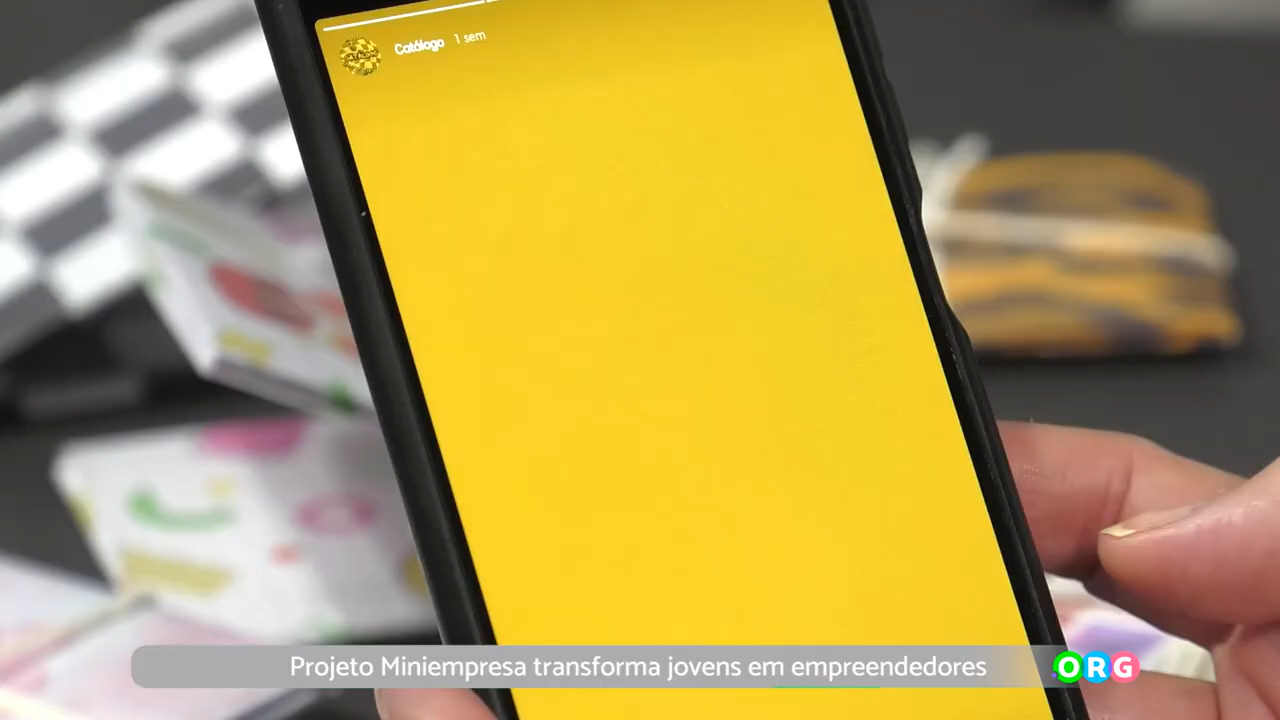 Catálogo 1 sem
Projeto Miniempresa transforma jovens em empreendedores
ORG